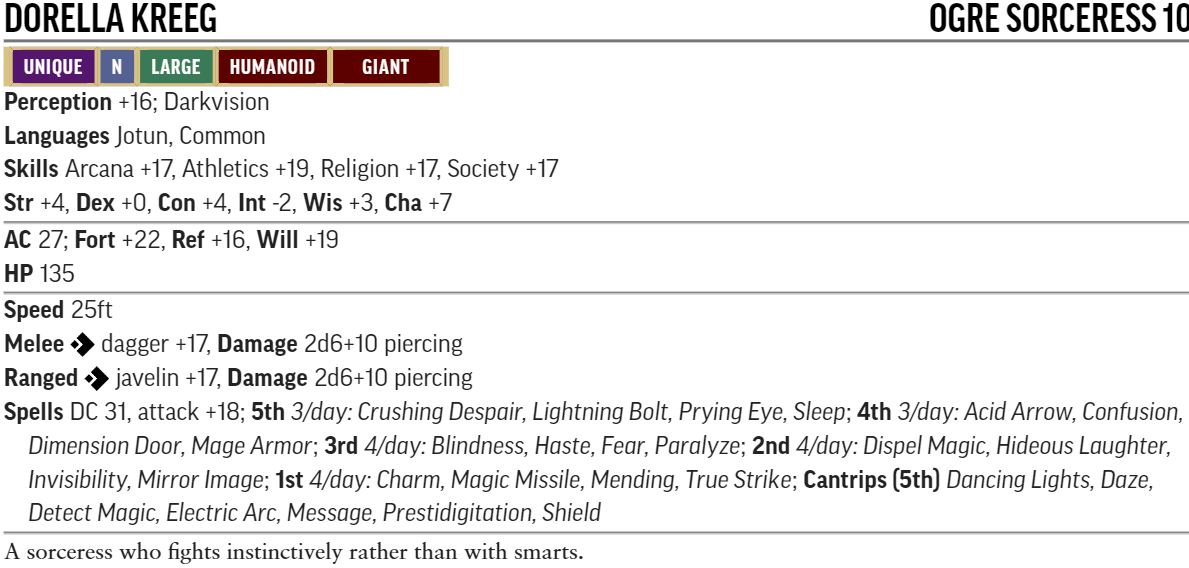 DORELLA KREEG OGRE SORCERESS 10
UNIQUE N LARGE HUMANOID GIANT
Perception +16; Darkvision
Languages Jotun, Common
Skills Arcana +17, Athletics +19, Religion +17, Society +17
Str +4, Dex +0, Con +4, Int -2, Wis +3, Cha +7
AC 27; Fort +22, Ref +16, Will +19
HP 135
Speed 25ft
Melee dagger +17, Damage 2d6+10 piercing
Ranged javelin +17, Damage 2d6+10 piercing
Spells DC 31, attack +18; 5th 3/day: Crushing Despair, Lightning Bolt, Prying Eye, Sleep; 4th 3/day: Acid Arrow, Confusion,
Dimension Door, Mage Armor; 3rd 4/day: Blindness, Haste, Fear, Paralyze; 2nd 4/day: Dispel Magic, Hideous Laughter,
Invisibility, Mirror Image; 1st 4/day: Charm, Magic Missile, Mending, True Strike; Cantrips (5th) Dancing Lights, Daze,
Detect Magic, Electric Arc, Message, Prestidigitation, Shield
A sorceress who fights instinctively rather than with smarts.